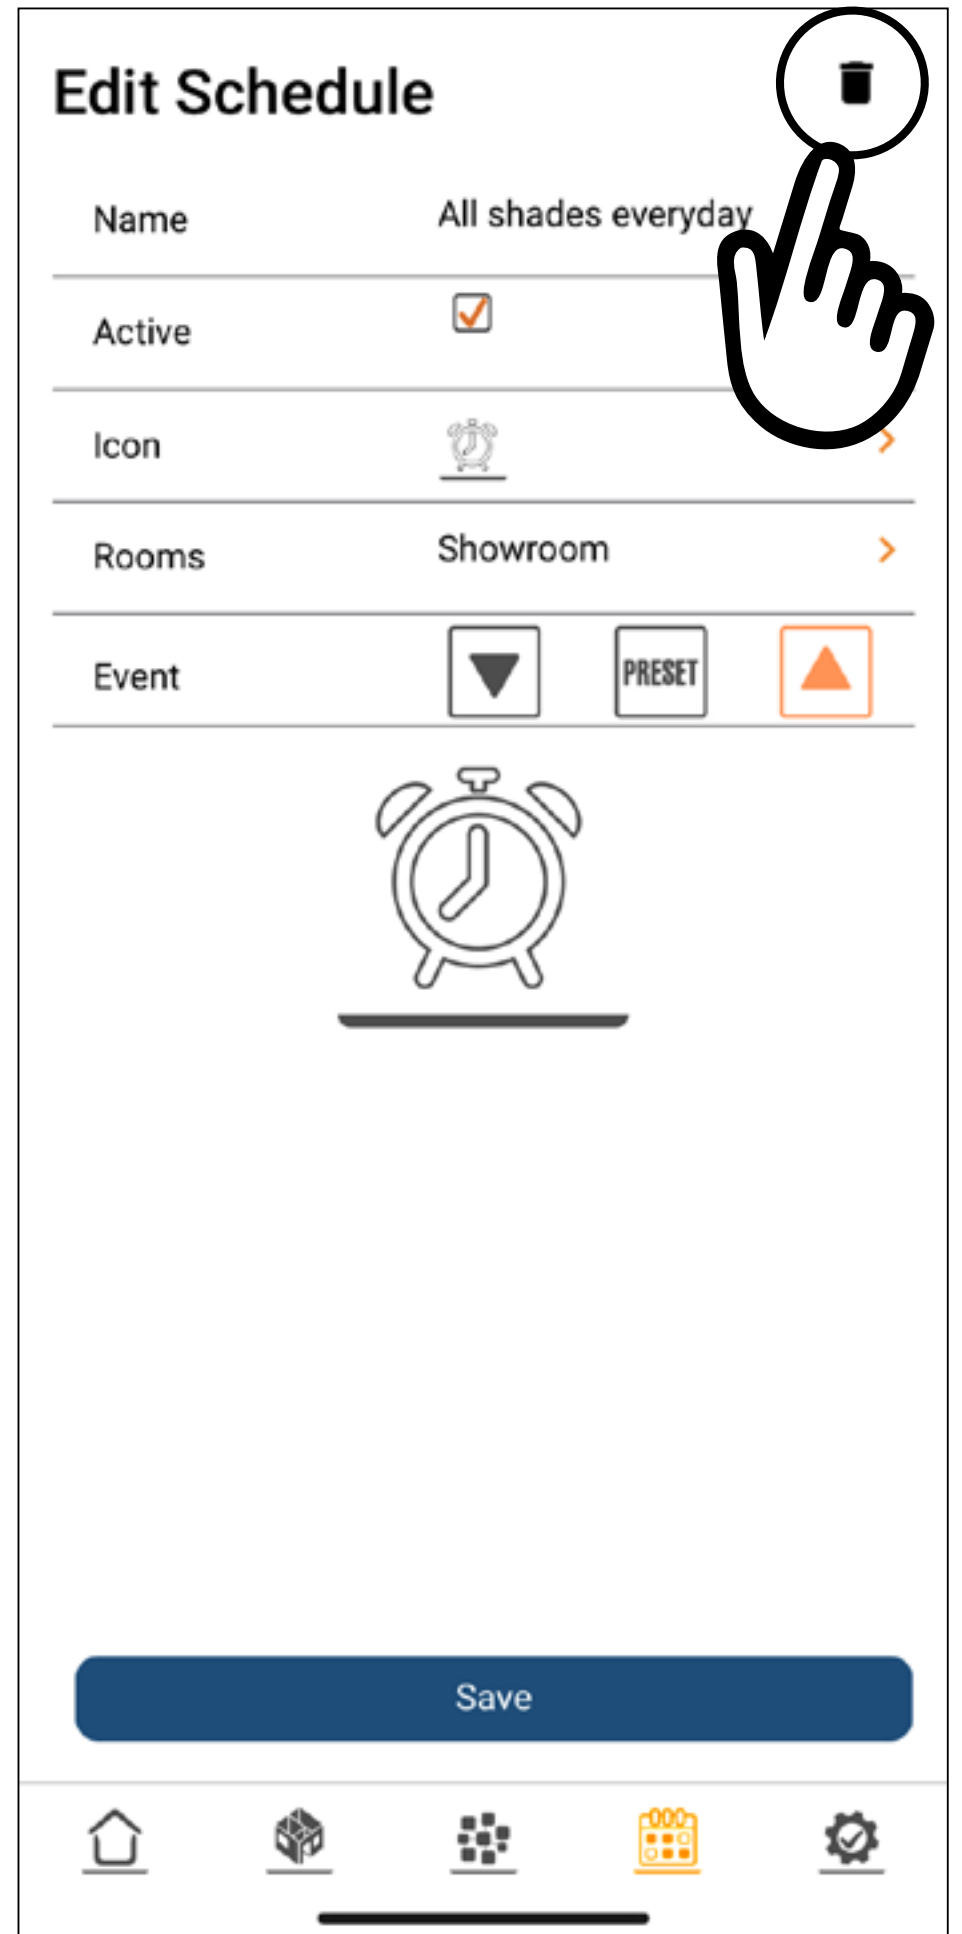 Edit Schedule
Name All shades everyday
Active
Icon
Rooms Showroom
Event PRESET
Save